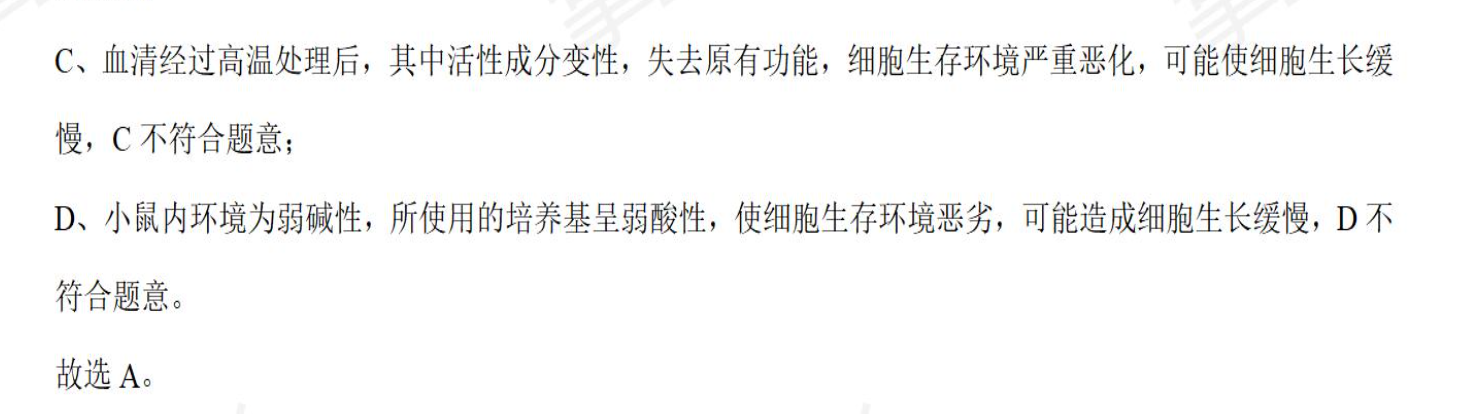 C、血清经过高温处理后，其中活性成分变性，失去原有功能，细胞生存环境严重恶化，可能使细胞生长缓
慢，C 不符合题意；
D、小鼠内环境为弱碱性，所使用的培养基呈弱酸性，使细胞生存环境恶劣，可能造成细胞生长缓慢，D 不
符合题意。
故选 A。